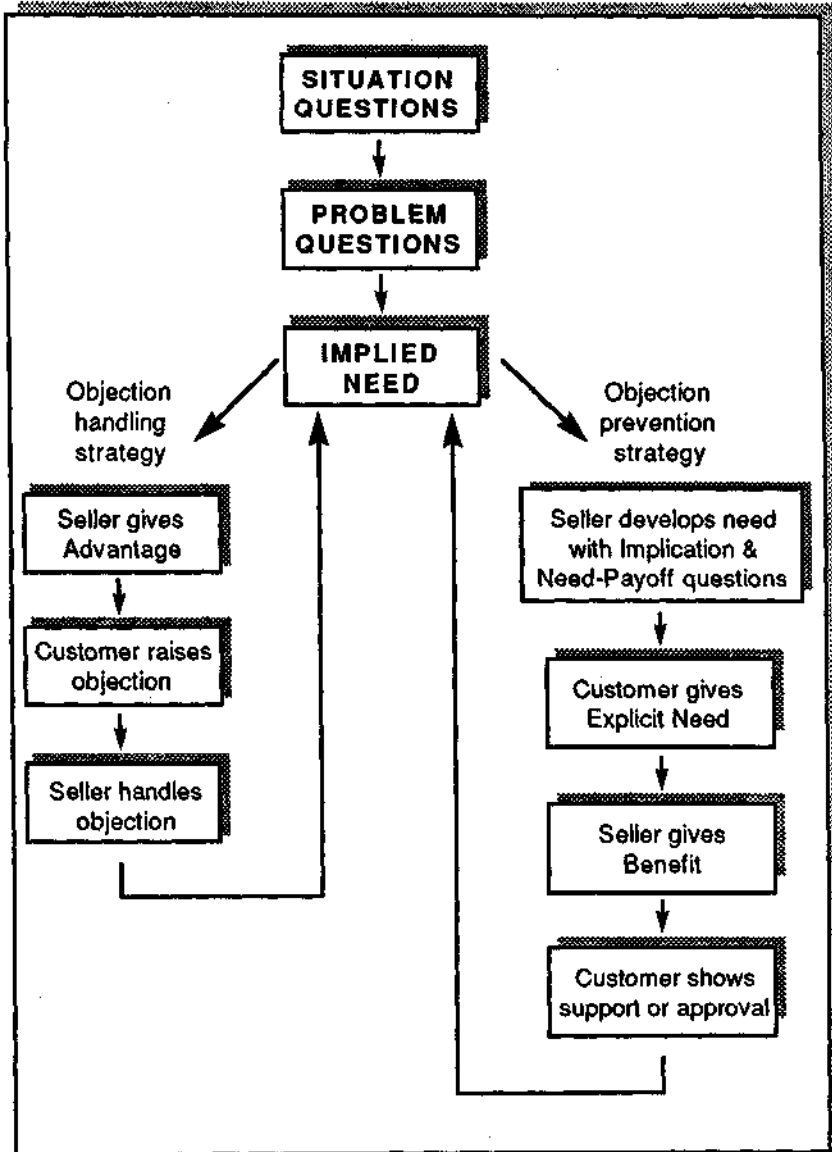 SITUATION
QUESTIONS
PROBLEM
QUESTIONS
IMPLIED
NEED
Objection
handling
strategy
Seller gives
Advantage
Customer raises
objection
Seller handles
objection
Objection
prevention
strategy
Seller develops need
with Implication &
Need-Payoff questions
Customer gives
Explicit Need
Seller gives
Benefit
Customer shows
support or approval